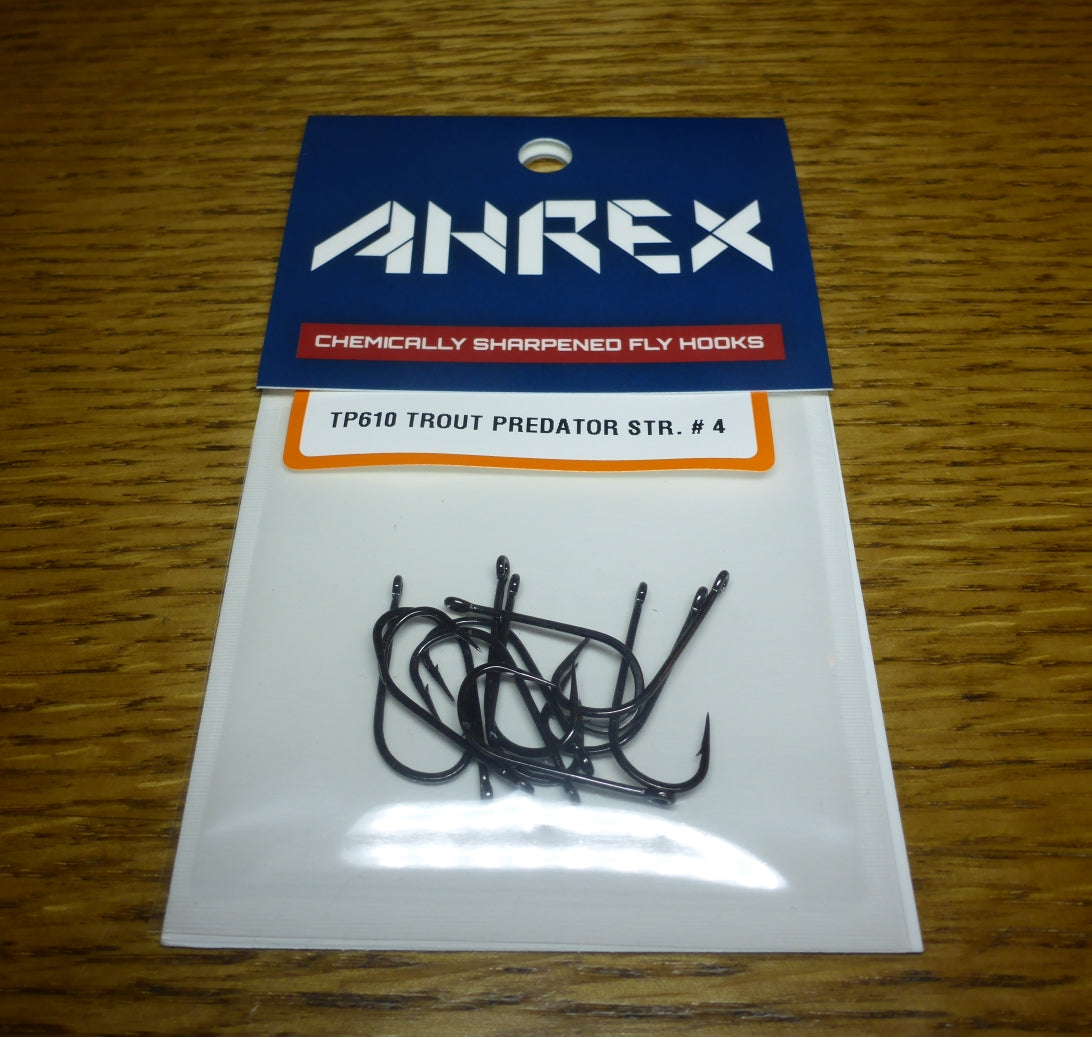 AHREX
CHEMICALLY SHARPENED FLY HOOKS
TP610 TROUT PREDATOR STR. # 4